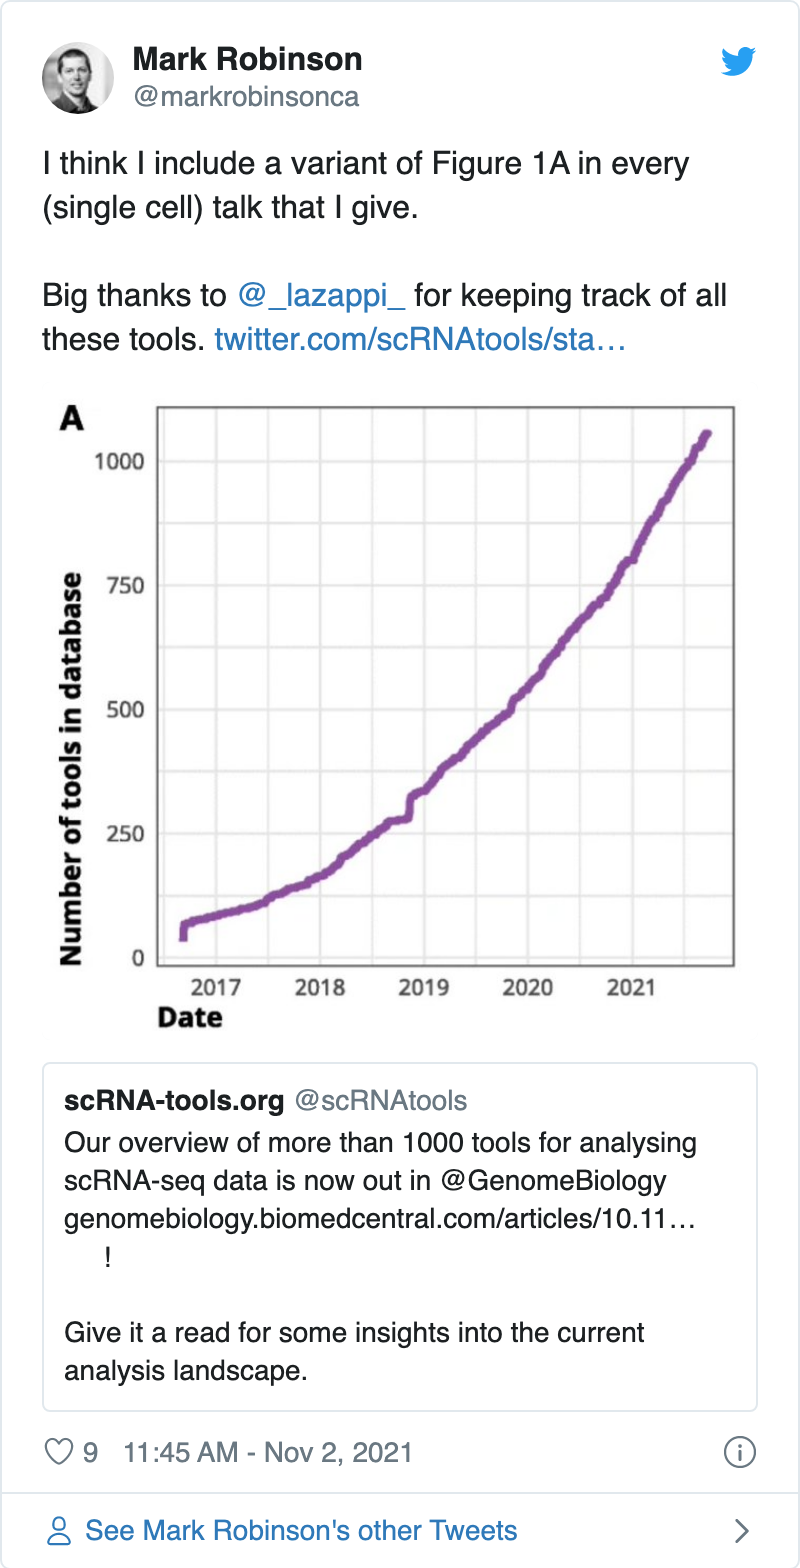 Mark Robinson
@markrobinsonca
I think I include a variant of Figure 1A in every
(single cell) talk that I give.
Big thanks to @_lazappi_ for keeping track of all
these tools. twitter.com/scRNAtools/sta…
A
Number of tools in database
1000
750
500
250
0
2017 2018 2019 2020 2021
Date
scRNA-tools.org @scRNAtools
Our overview of more than 1000 tools for analysing
scRNA-seq data is now out in @GenomeBiology
genomebiology.biomedcentral.com/articles/10.11…
!
Give it a read for some insights into the current
analysis landscape.
9 11:45 AM - Nov 2, 2021
See Mark Robinson's other Tweets